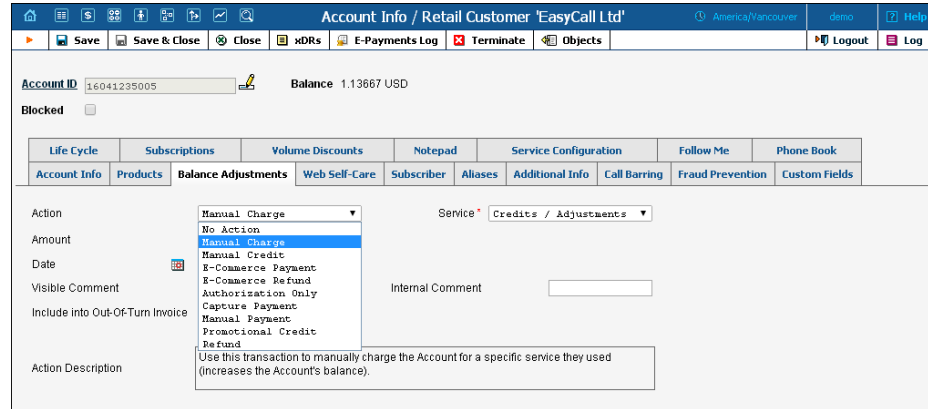 Account Info / Retail Customer 'EasyCall Ltd'
America/Vancouver
demo
Help
Save
Save & Close
Close
xDRs
E-Payments Log
Terminate
Objects
Logout
Log
Account ID 16041235005
Balance 1.13667 USD
Blocked
Life Cycle
Subscriptions
Volume Discounts
Notepad
Service Configuration
Follow Me
Phone Book
Account Info
Products
Balance Adjustments
Web Self-Care
Subscriber
Aliases
Additional Info
Call Barring
Fraud Prevention
Custom Fields
Action
Manual Charge
Service * Credits / Adjustments
No Action
Manual Charge
Manual Credit
E-Commerce Payment
E-Commerce Refund
Authorization Only
Capture Payment
Manual Payment
Promotional Credit
Refund
Amount
Date
Visible Comment
Internal Comment
Include into Out-Of-Turn Invoice
Action Description
Use this transaction to manually charge the Account for a specific service they used
(increases the Account's balance).